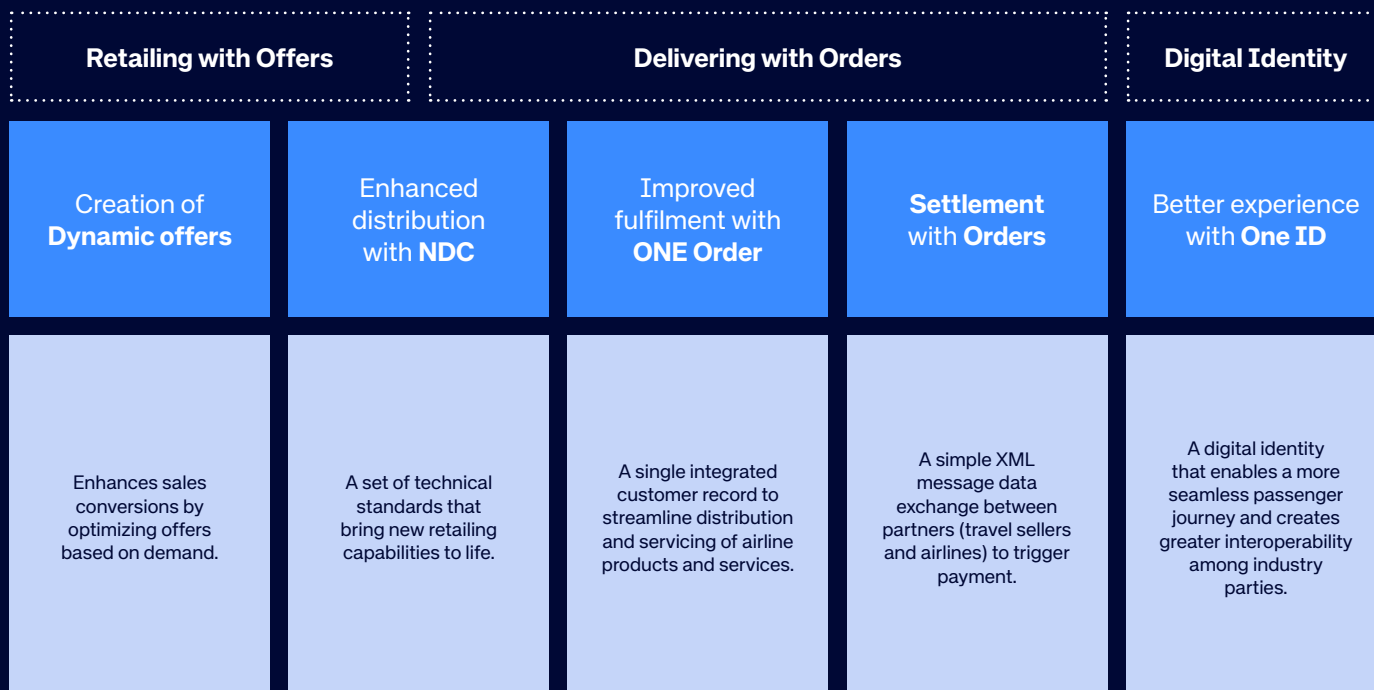 Retailing with Offers
Delivering with Orders
Digital Identity
Creation of
Dynamic offers
Enhanced
distribution
with NDC
Improved
fulfilment with
ONE Order
Settlement
with Orders
Better experience
with One ID
Enhances sales
conversions by
optimizing offers
based on demand.
A set of technical
standards that
bring new retailing
capabilities to life.
A single integrated
customer record to
streamline distribution
and servicing of airline
products and services.
A simple XML
message data
exchange between
partners (travel sellers
and airlines) to trigger
payment.
A digital identity
that enables a more
seamless passenger
journey and creates
greater interoperability
among industry
parties.